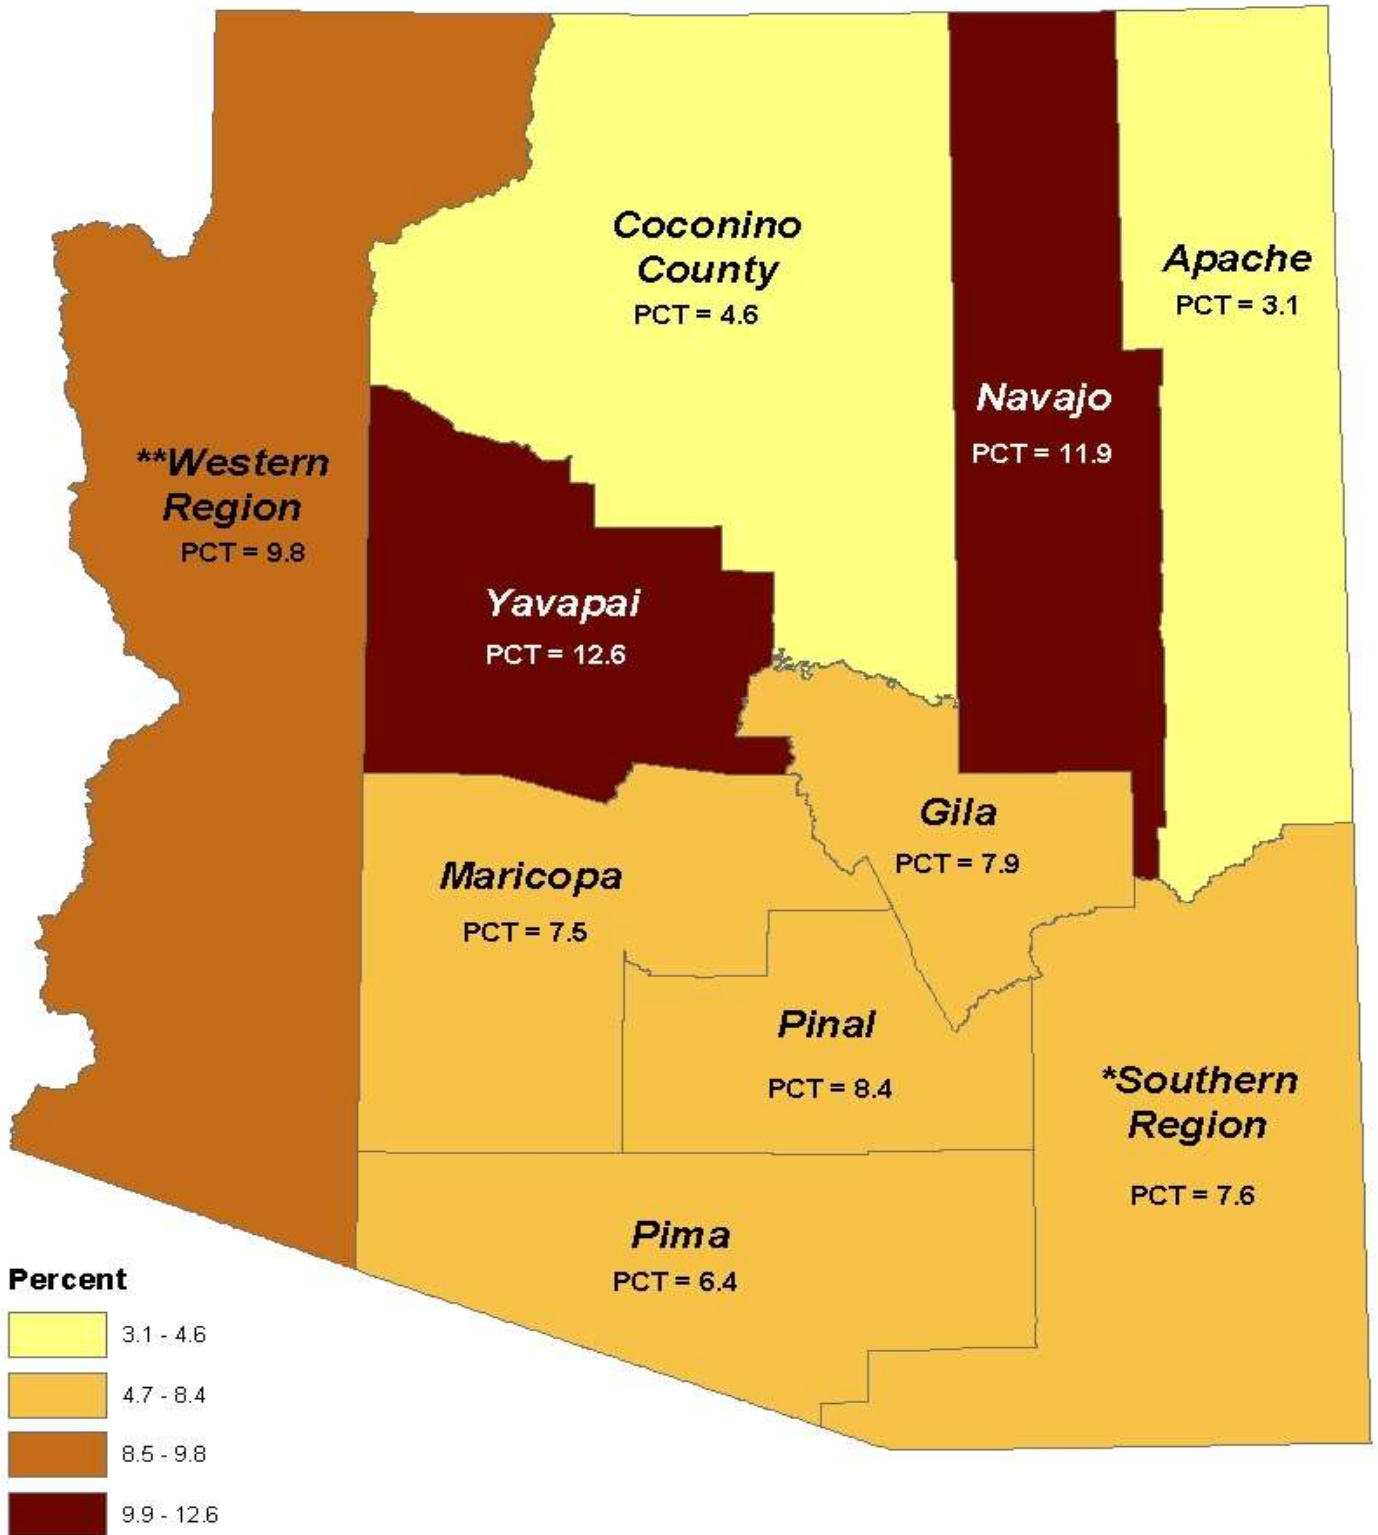 Coconino
County
PCT = 4.6
Apache
PCT = 3.1
Navajo
PCT = 11.9
**Western
Region
PCT = 9.8
Yavapai
PCT = 12.6
Gila
PCT = 7.9
Maricopa
PCT = 7.5
Pinal
PCT = 8.4
*Southern
Region
PCT = 7.6
Pima
PCT = 6.4
Percent
3.1 - 4.6
4.7 - 8.4
8.5 - 9.8
9.9 - 12.6